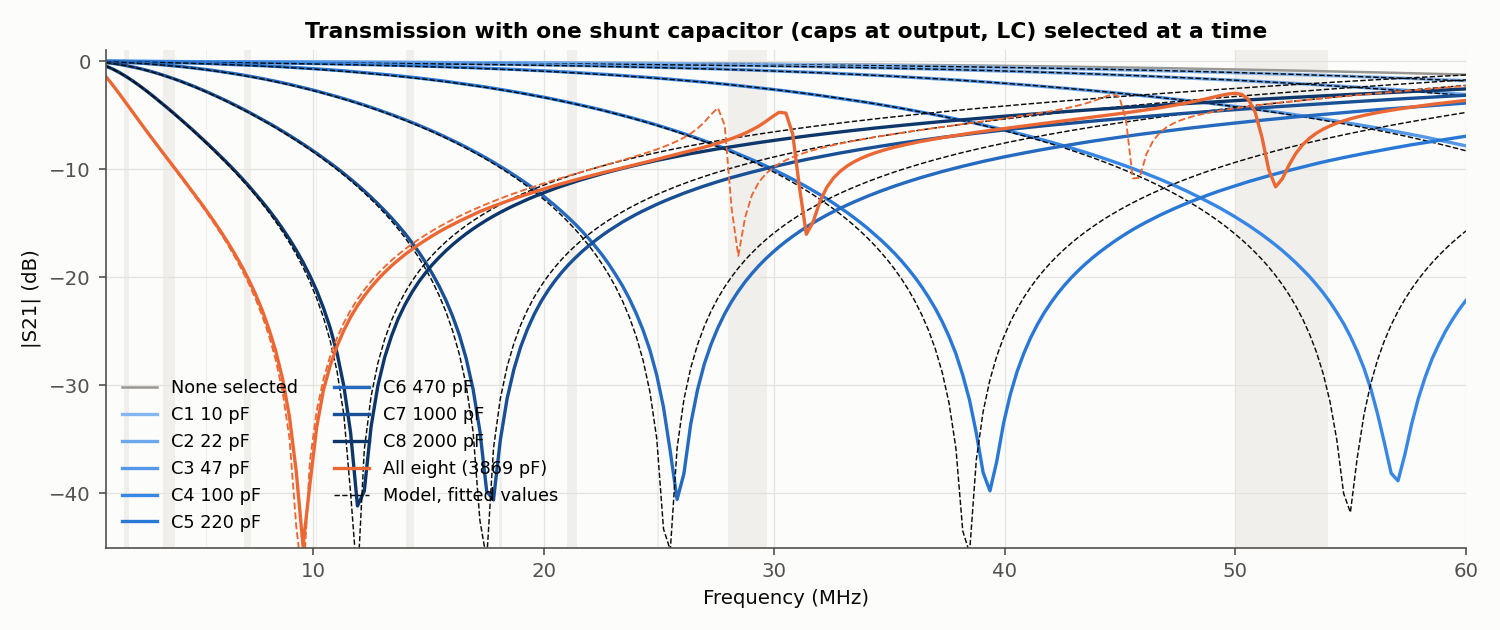 Transmission with one shunt capacitor (caps at output, LC) selected at a time
|S21| (dB)
0
−10
−20
−30
−40
None selected
C1 10 pF
C2 22 pF
C3 47 pF
C4 100 pF
C5 220 pF
C6 470 pF
C7 1000 pF
C8 2000 pF
All eight (3869 pF)
Model, fitted values
10 20 30 40 50 60
Frequency (MHz)